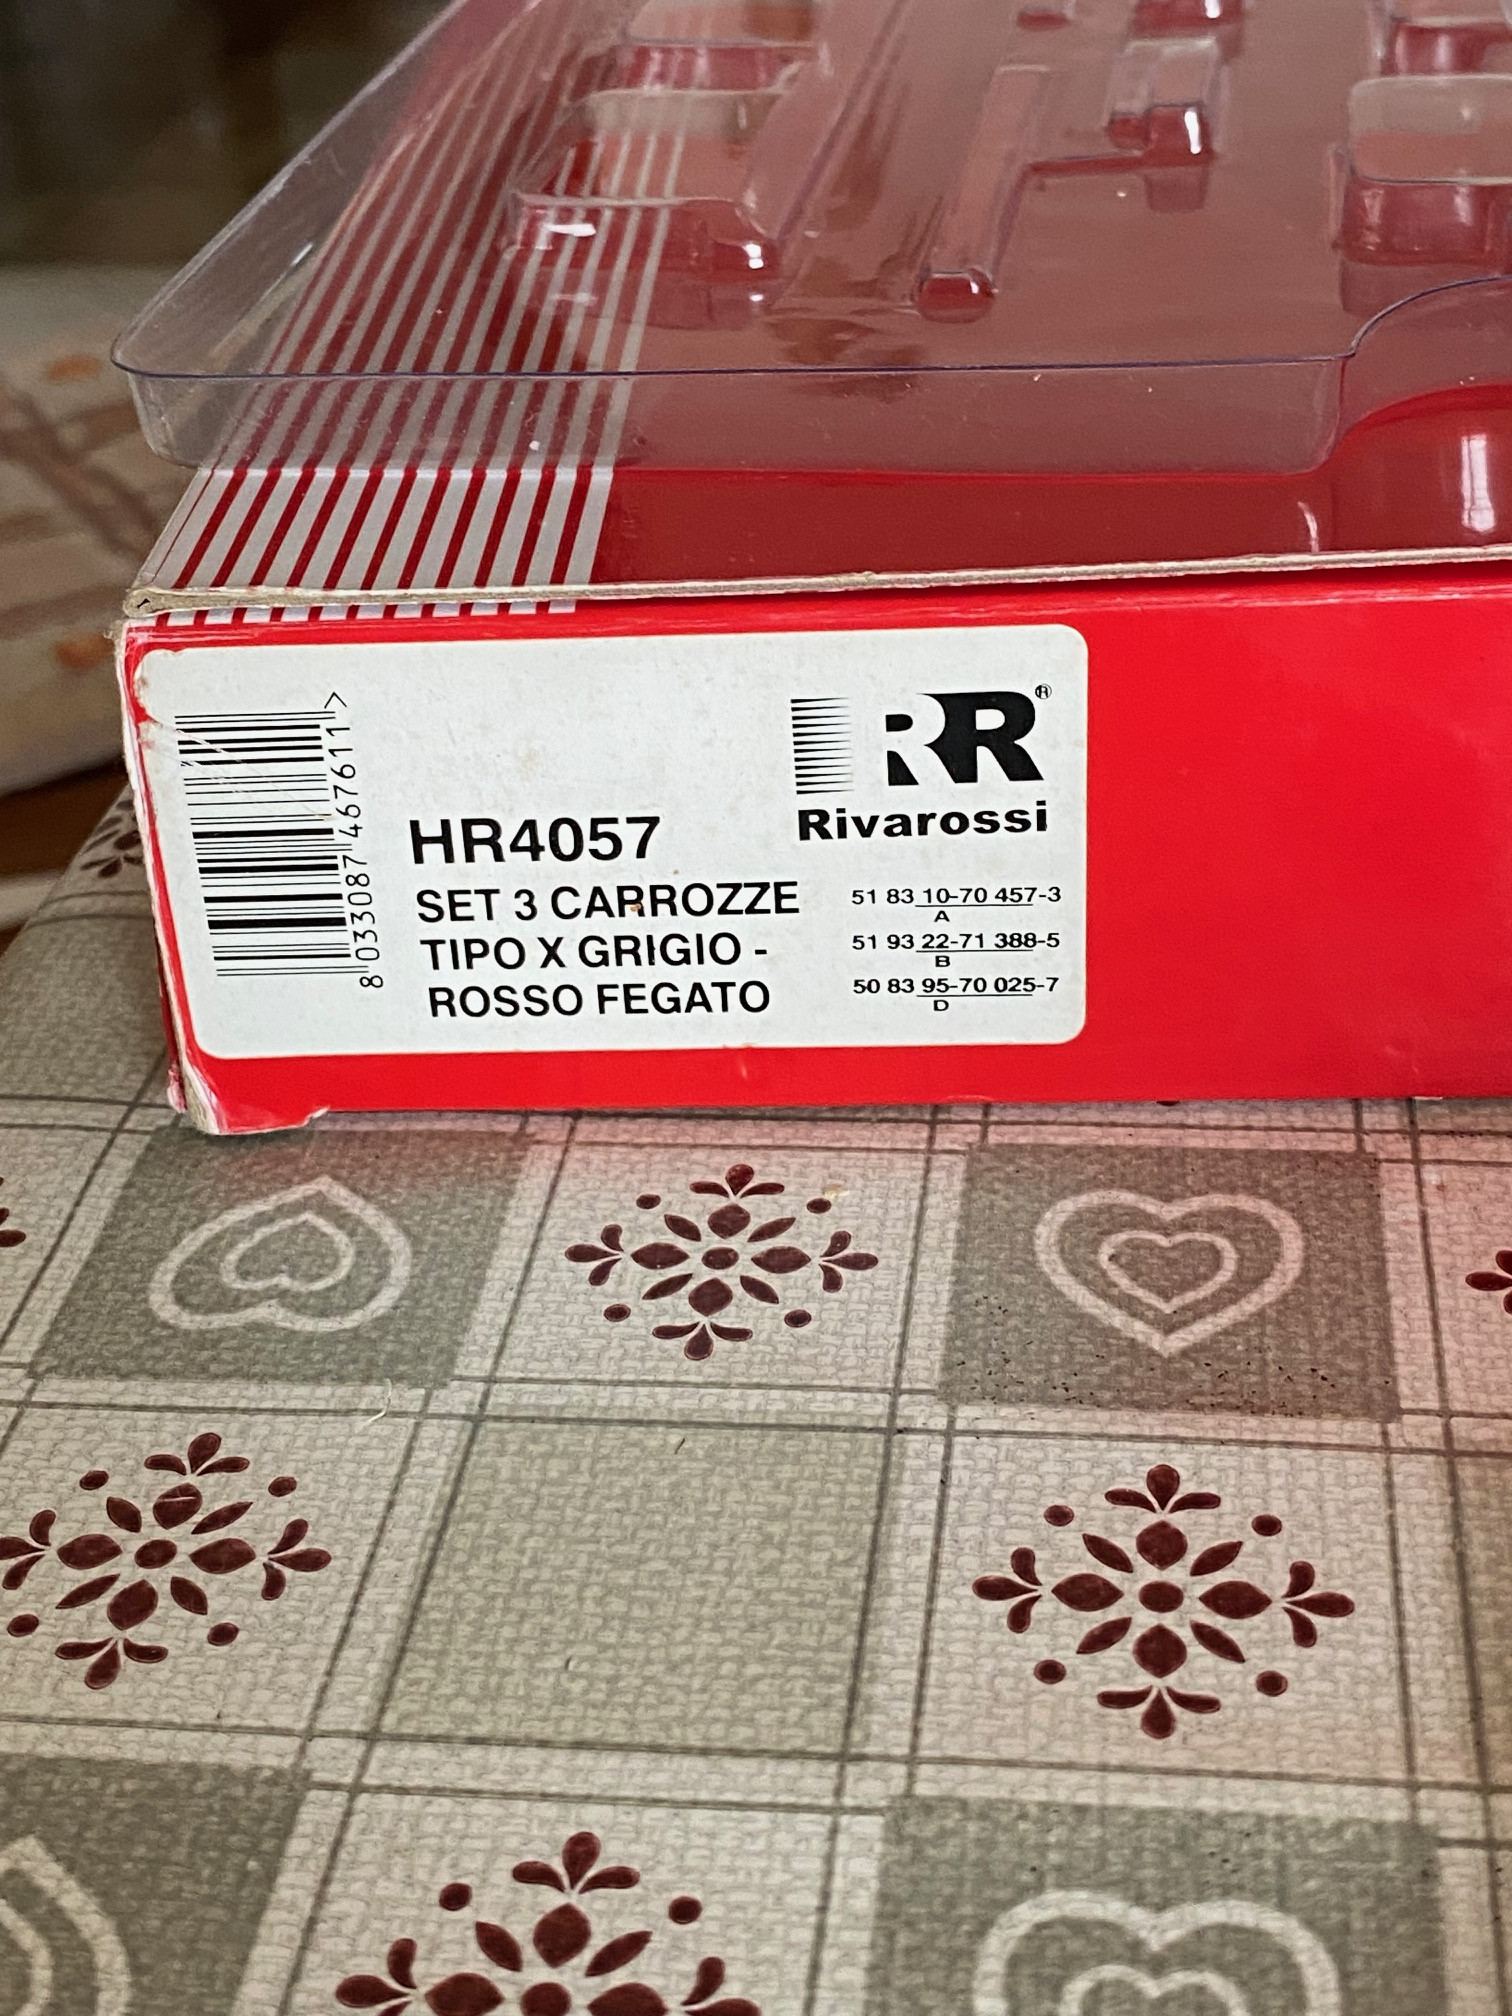 RR®
Rivarossi
HR4057
SET 3 CARROZZE
TIPO X GRIGIO -
ROSSO FEGATO
51 83 10-70 457-3
A
51 93 22-71 388-5
B
50 83 95-70 025-7
D
8 033087 467611 >